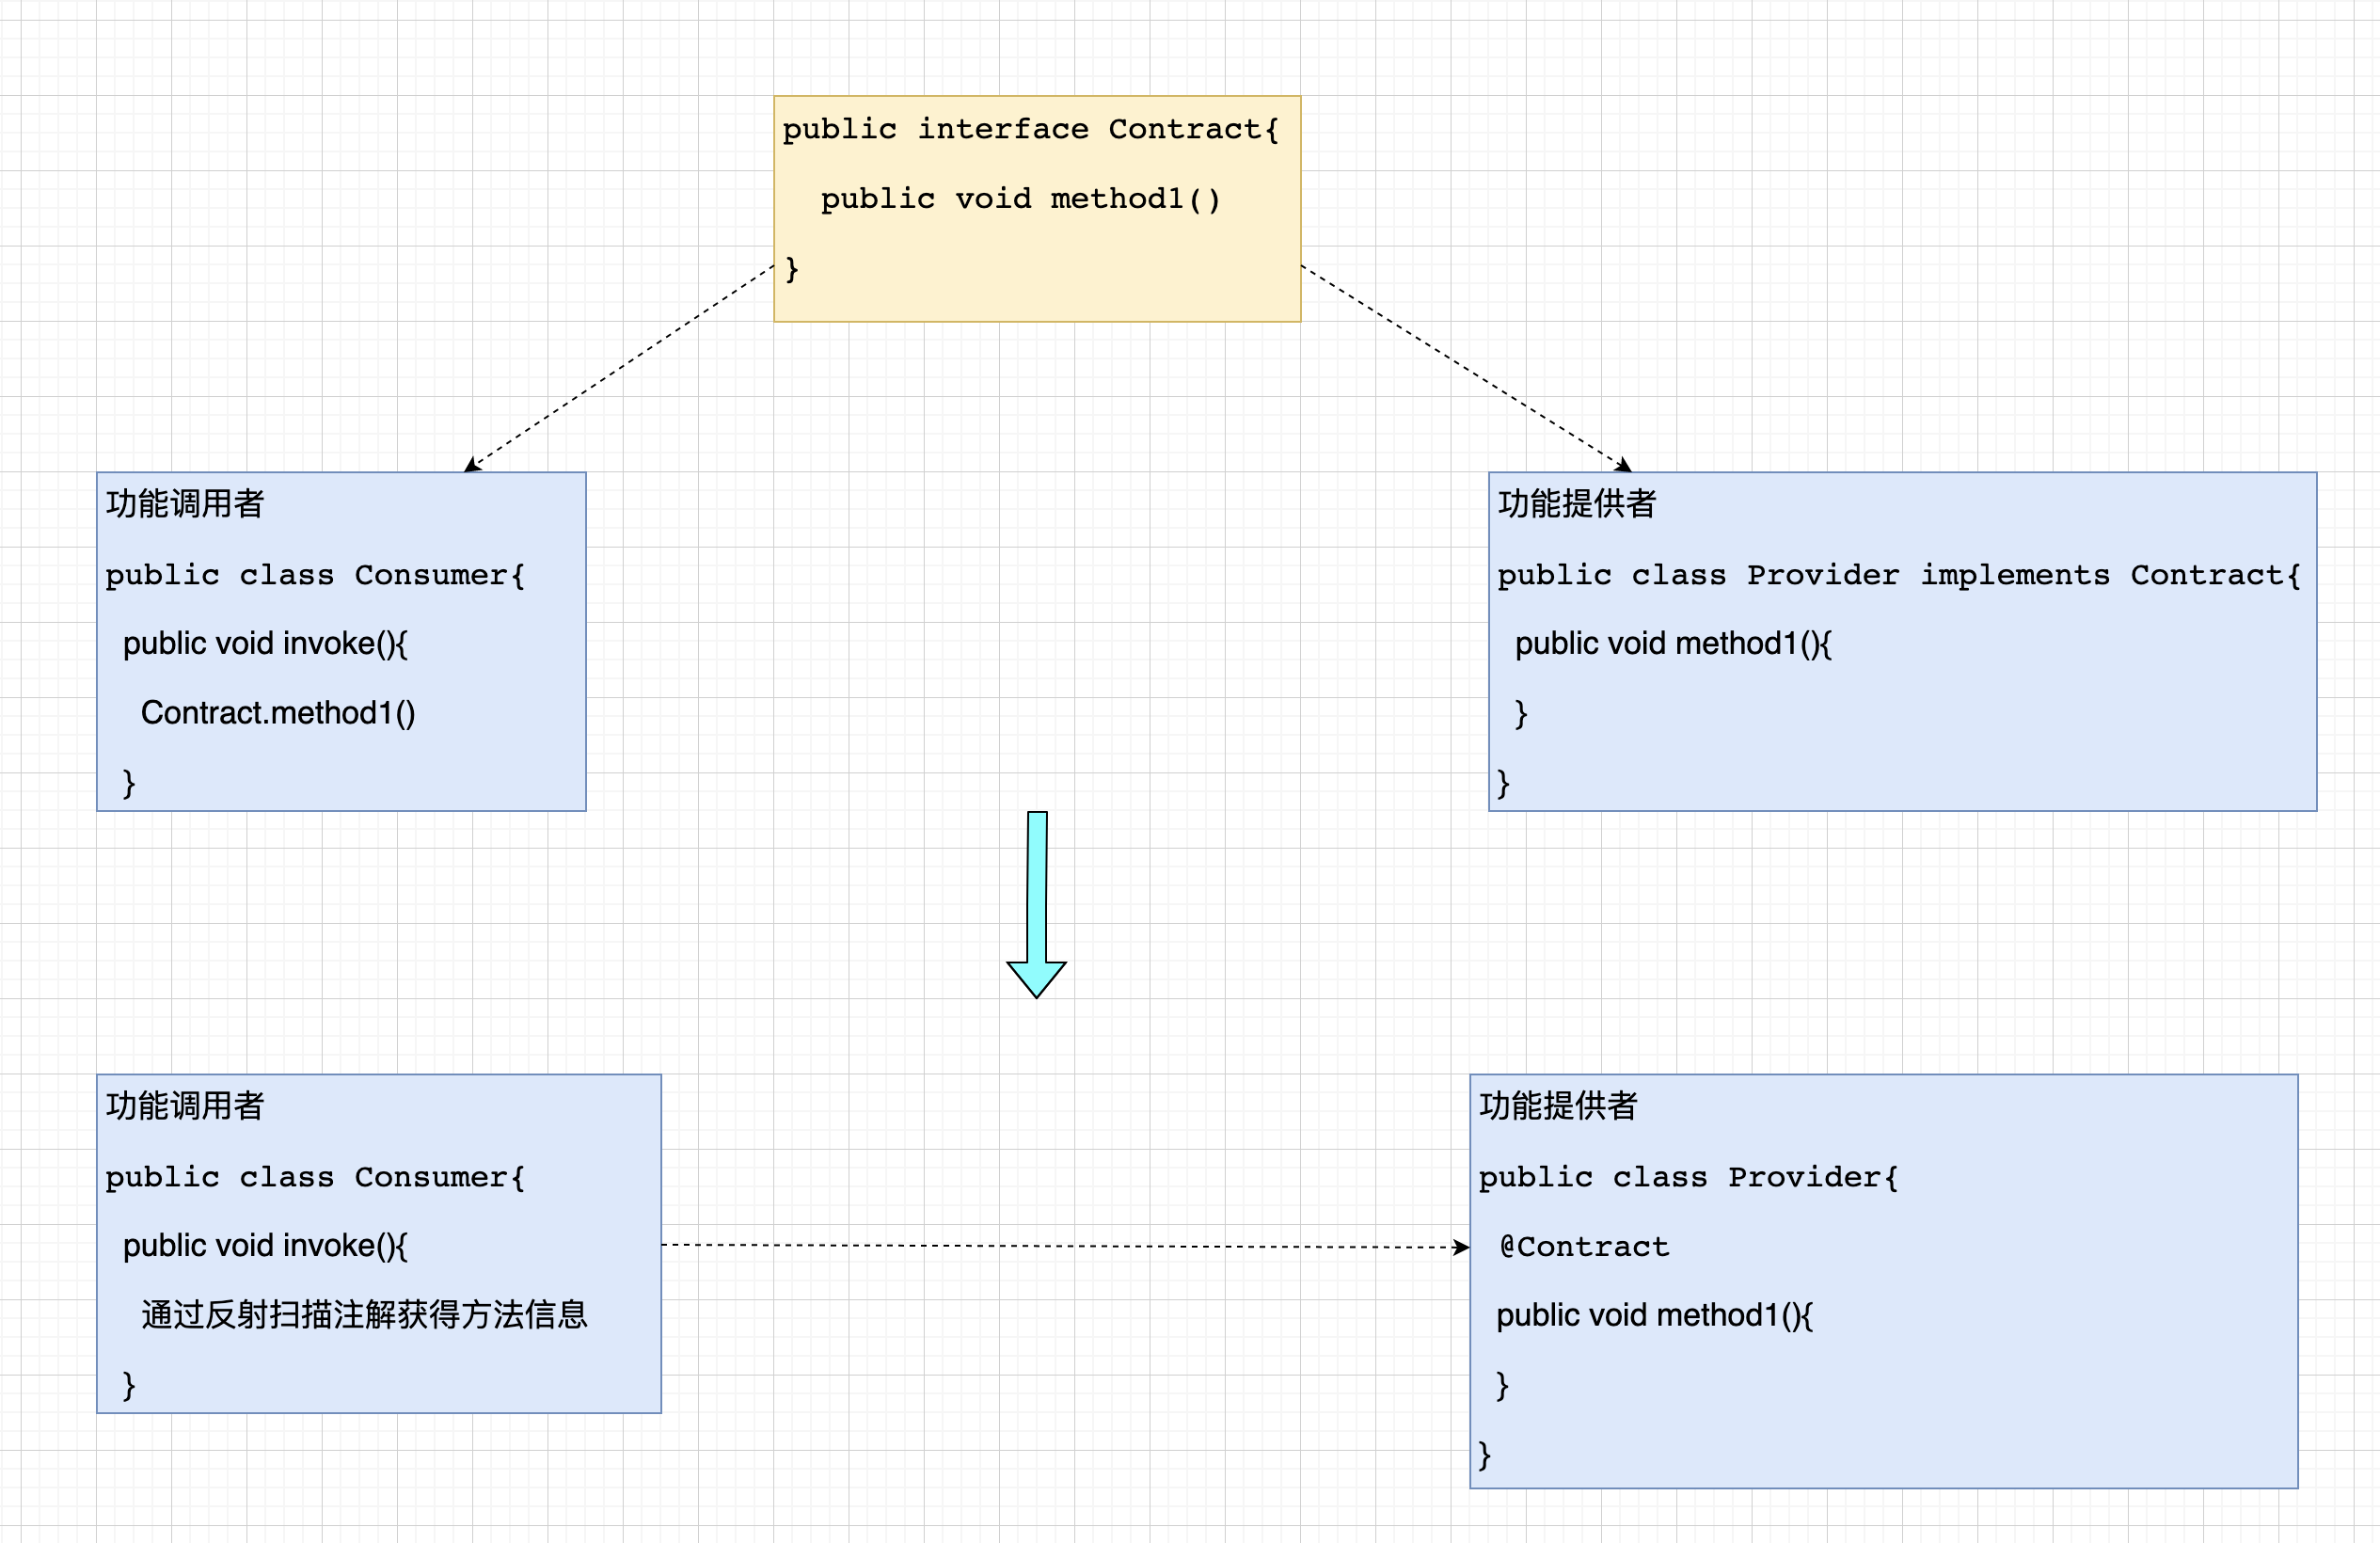 public interface Contract{
public void method1()
}
功能调用者
public class Consumer{
public void invoke(){
Contract.method1()
}
功能提供者
public class Provider implements Contract{
public void method1(){
}
}
功能调用者
public class Consumer{
public void invoke(){
通过反射扫描注解获得方法信息
}
功能提供者
public class Provider{
@Contract
public void method1(){
}
}